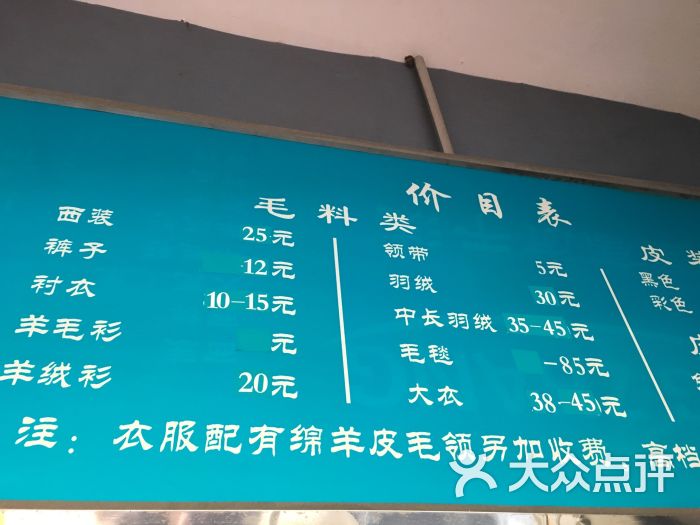 价目表
毛料类
西装 25元
裤子 12元
衬衣 10-15元
羊毛衫 元
羊绒衫 20元
领带 5元
羽绒 30元
中长羽绒 35-45元
毛毯 -85元
大衣 38-45元
皮装
黑色
彩色
注：衣服配有绵羊皮毛领另加收费 高档
大众点评